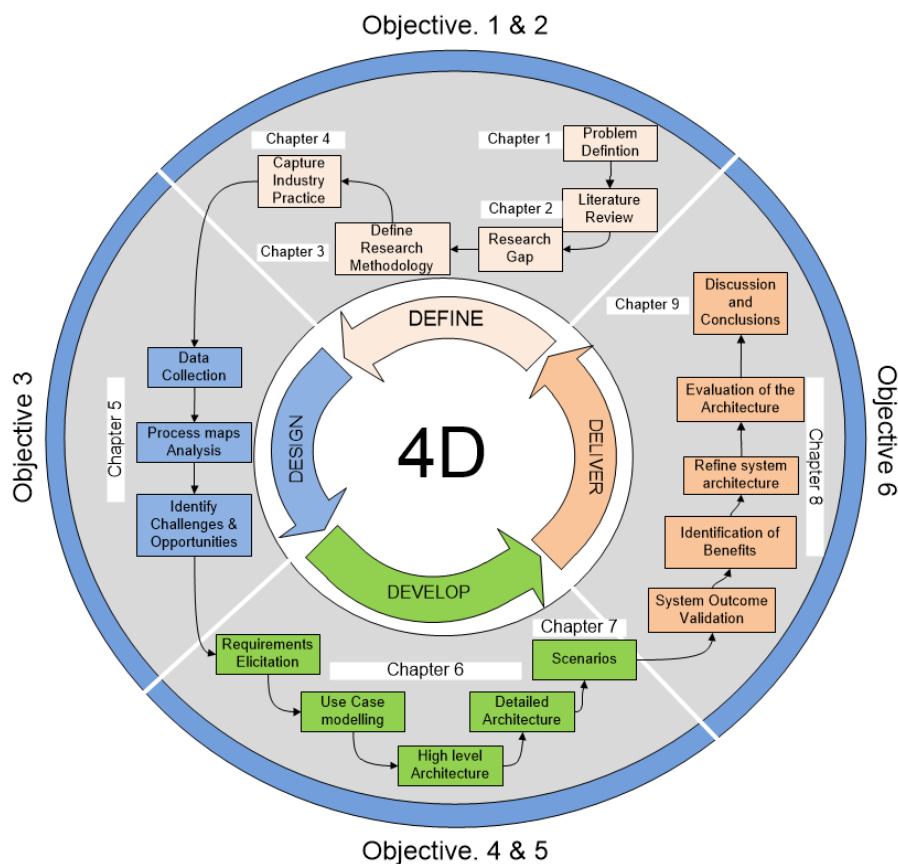 Objective. 1 & 2
Chapter 1
Problem
Defintion
Chapter 2
Literature
Review
Research
Gap
Chapter 3
Define
Research
Methodology
Chapter 4
Capture
Industry
Practice
Objective 3
Chapter 5
Data
Collection
Process maps
Analysis
Identify
Challenges &
Opportunities
Requirements
Elicitation
Chapter 6
Use Case
modelling
High level
Architecture
Detailed
Architecture
Chapter 7
Scenarios
Objective. 4 & 5
System Outcome
Validation
Identification of
Benefits
Refine system
architecture
Evaluation of the
Architecture
Chapter 8
Chapter 9
Discussion
and
Conclusions
Objective 6
DEFINE
DESIGN
4D
DELIVER
DEVELOP